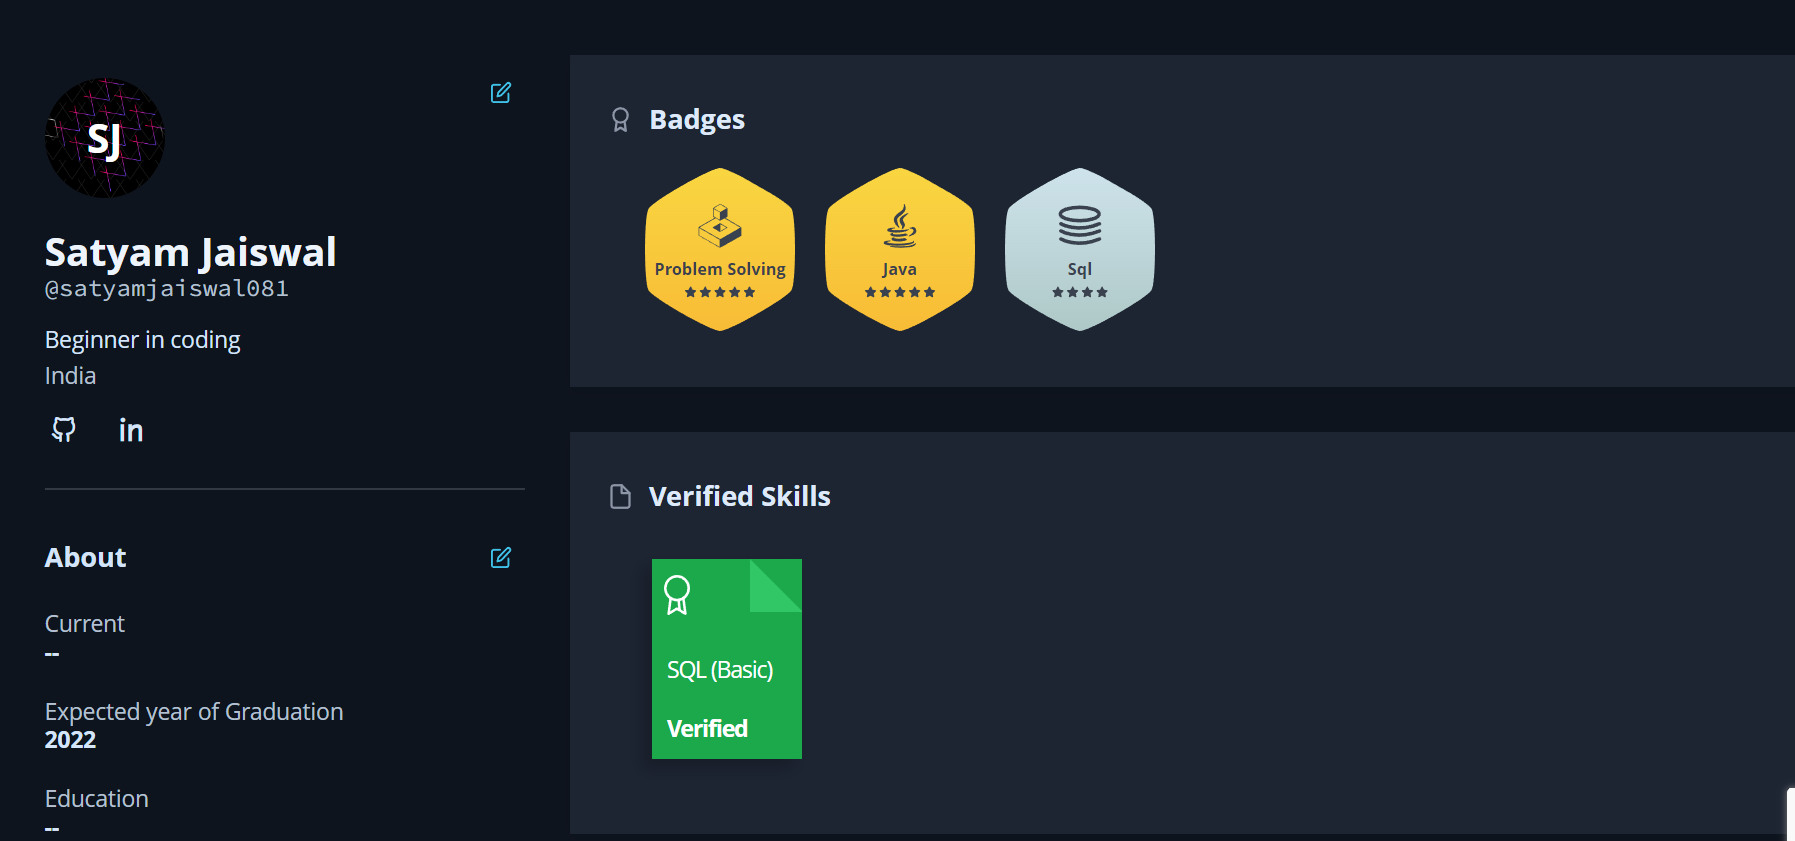 SJ
Satyam Jaiswal
@satyamjaiswal081
Beginner in coding
India
in
About
Current
--
Expected year of Graduation
2022
Education
--
Badges
Problem Solving
Java
Sql
Verified Skills
SQL (Basic)
Verified